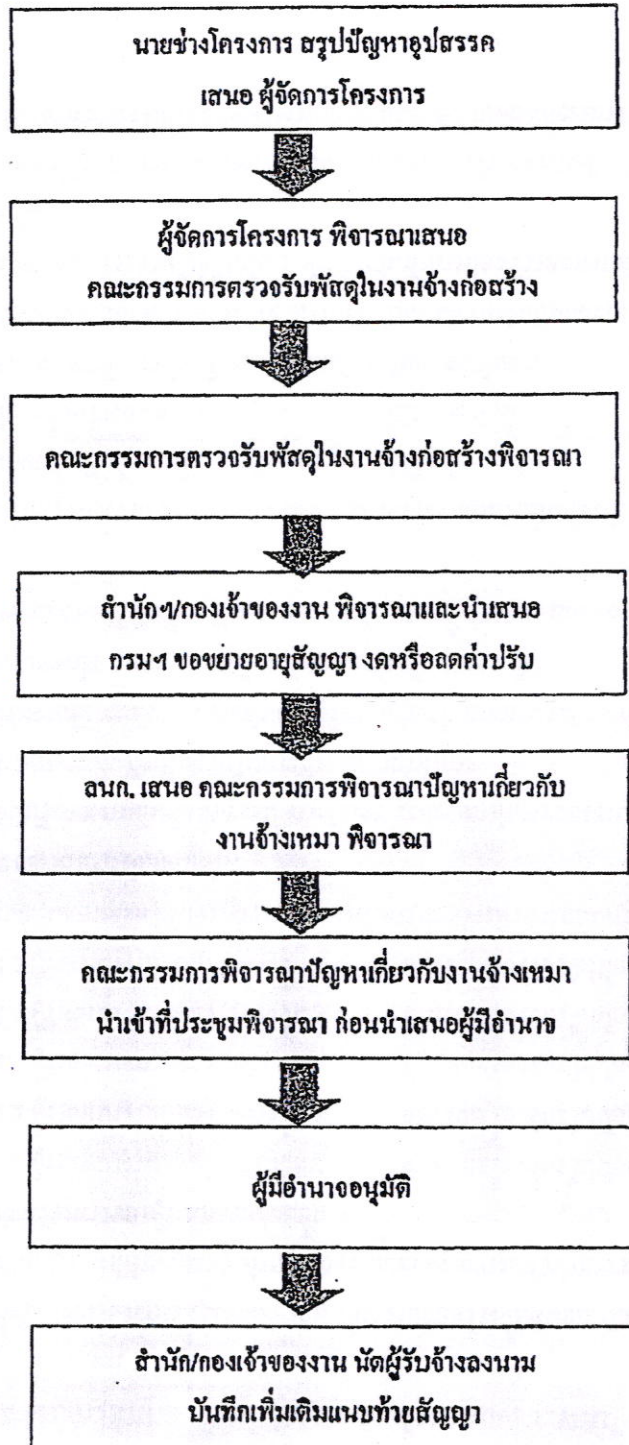 นายช่างโครงการ สรุปปัญหาอุปสรรค
เสนอ ผู้จัดการโครงการ
ผู้จัดการโครงการ พิจารณาเสนอ
คณะกรรมการตรวจรับพัสดุในงานจ้างก่อสร้าง
คณะกรรมการตรวจรับพัสดุในงานจ้างก่อสร้างพิจารณา
สำนักฯ/กองเจ้าของงาน พิจารณาและนำเสนอ
กรมฯ ขอขยายอายุสัญญา งดหรือลดค่าปรับ
ลนก. เสนอ คณะกรรมการพิจารณาปัญหาเกี่ยวกับ
งานจ้างเหมา พิจารณา
คณะกรรมการพิจารณาปัญหาเกี่ยวกับงานจ้างเหมา
นำเข้าที่ประชุมพิจารณา ก่อนนำเสนอผู้มีอำนาจ
ผู้มีอำนาจอนุมัติ
สำนัก/กองเจ้าของงาน นัดผู้รับจ้างลงนาม
บันทึกเพิ่มเติมแนบท้ายสัญญา